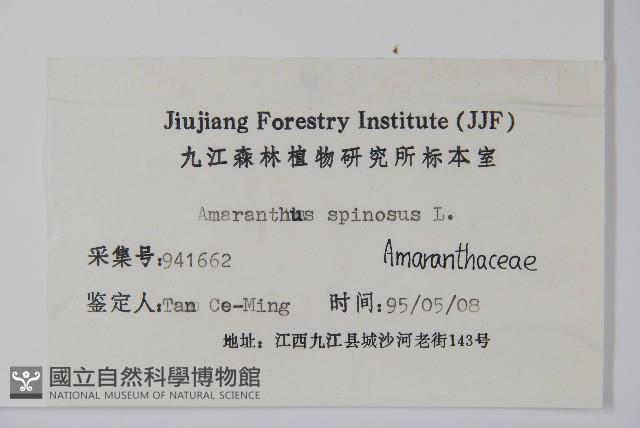 Jiujiang Forestry Institute (JJF)
九江森林植物研究所标本室
Amaranthus spinosus L.
采集号:941662
Amaranthaceae
鉴定人:Tan Ce-Ming 时间:95/05/08
地址:江西九江县城沙河老街143号
國立自然科學博物館
NATIONAL MUSEUM OF NATURAL SCIENCE